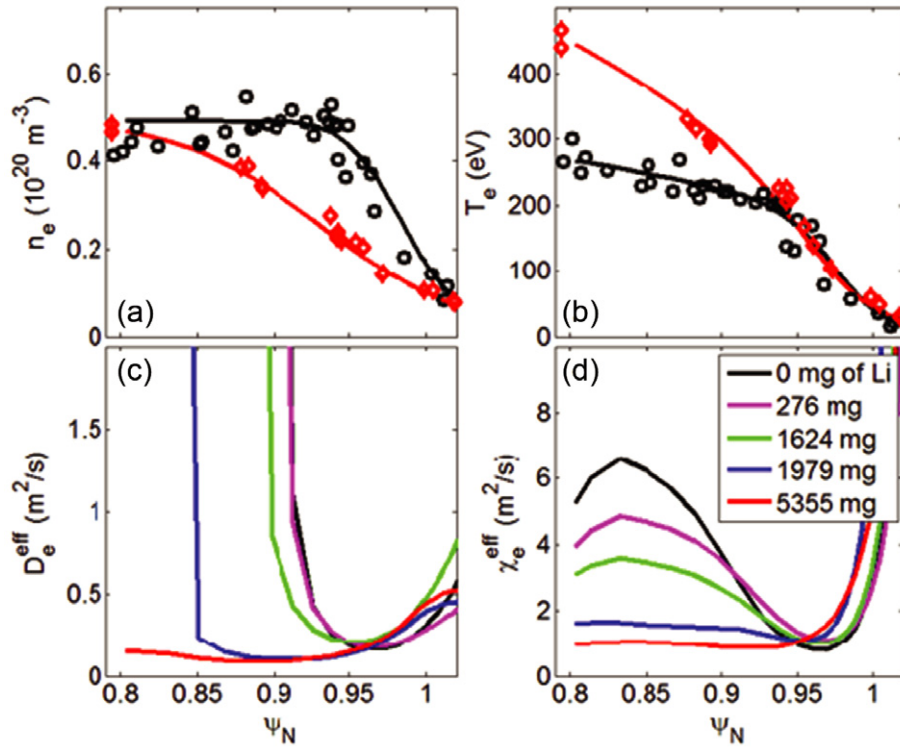 (a)
n_e (10^20 m^-3)
0.6
0.4
0.2
0
(b)
T_e (eV)
400
300
200
100
0
(c)
D_e^eff (m^2/s)
1.5
1
0.5
0
0.8 0.85 0.9 0.95 1
ψ_N
(d)
χ_e^eff (m^2/s)
8
6
4
2
0
0 mg of Li
276 mg
1624 mg
1979 mg
5355 mg
0.8 0.85 0.9 0.95 1
ψ_N